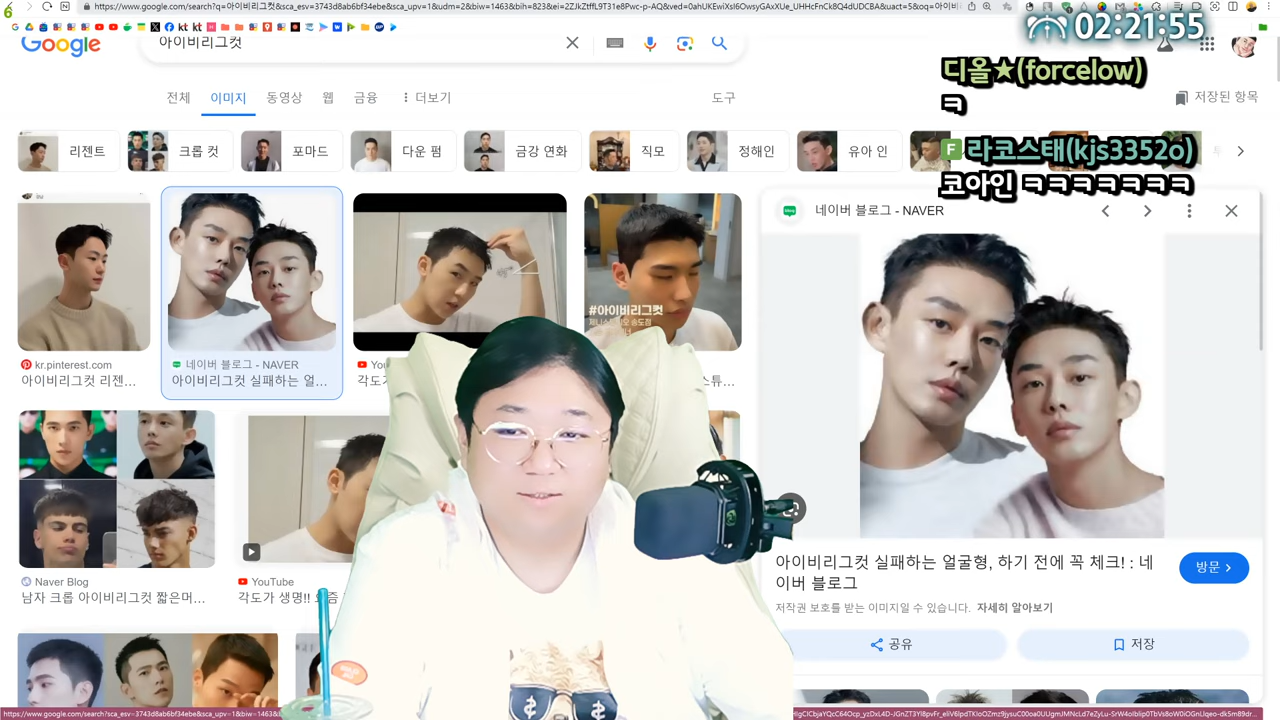 02:21:55
디올★(forcelow)
ㅋ
F 라코스태(kjs3352o)
코아인 ㅋㅋㅋㅋㅋㅋㅋ
Google
아이비리그컷
전체 이미지 동영상 웹 금융 더보기 도구
저장된 항목
리젠트 크롭 컷 포마드 다운 펌 금강 연화 직모 정해인 유아 인
네이버 블로그 - NAVER
#아이비리그컷
kr.pinterest.com
아이비리그컷 리젠...
네이버 블로그 - NAVER
아이비리그컷 실패하는 얼...
아이비리그컷 실패하는 얼굴형, 하기 전에 꼭 체크! : 네
이버 블로그
방문
저작권 보호를 받는 이미지일 수 있습니다. 자세히 알아보기
공유
저장
Naver Blog
남자 크롭 아이비리그컷 짧은머...
YouTube
각도가 생명!! 요즘